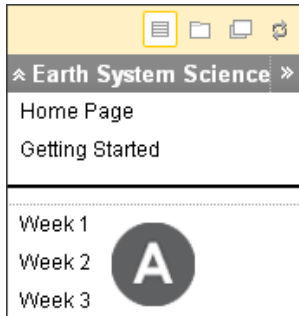 Earth System Science
Home Page
Getting Started
Week 1
Week 2
A
Week 3